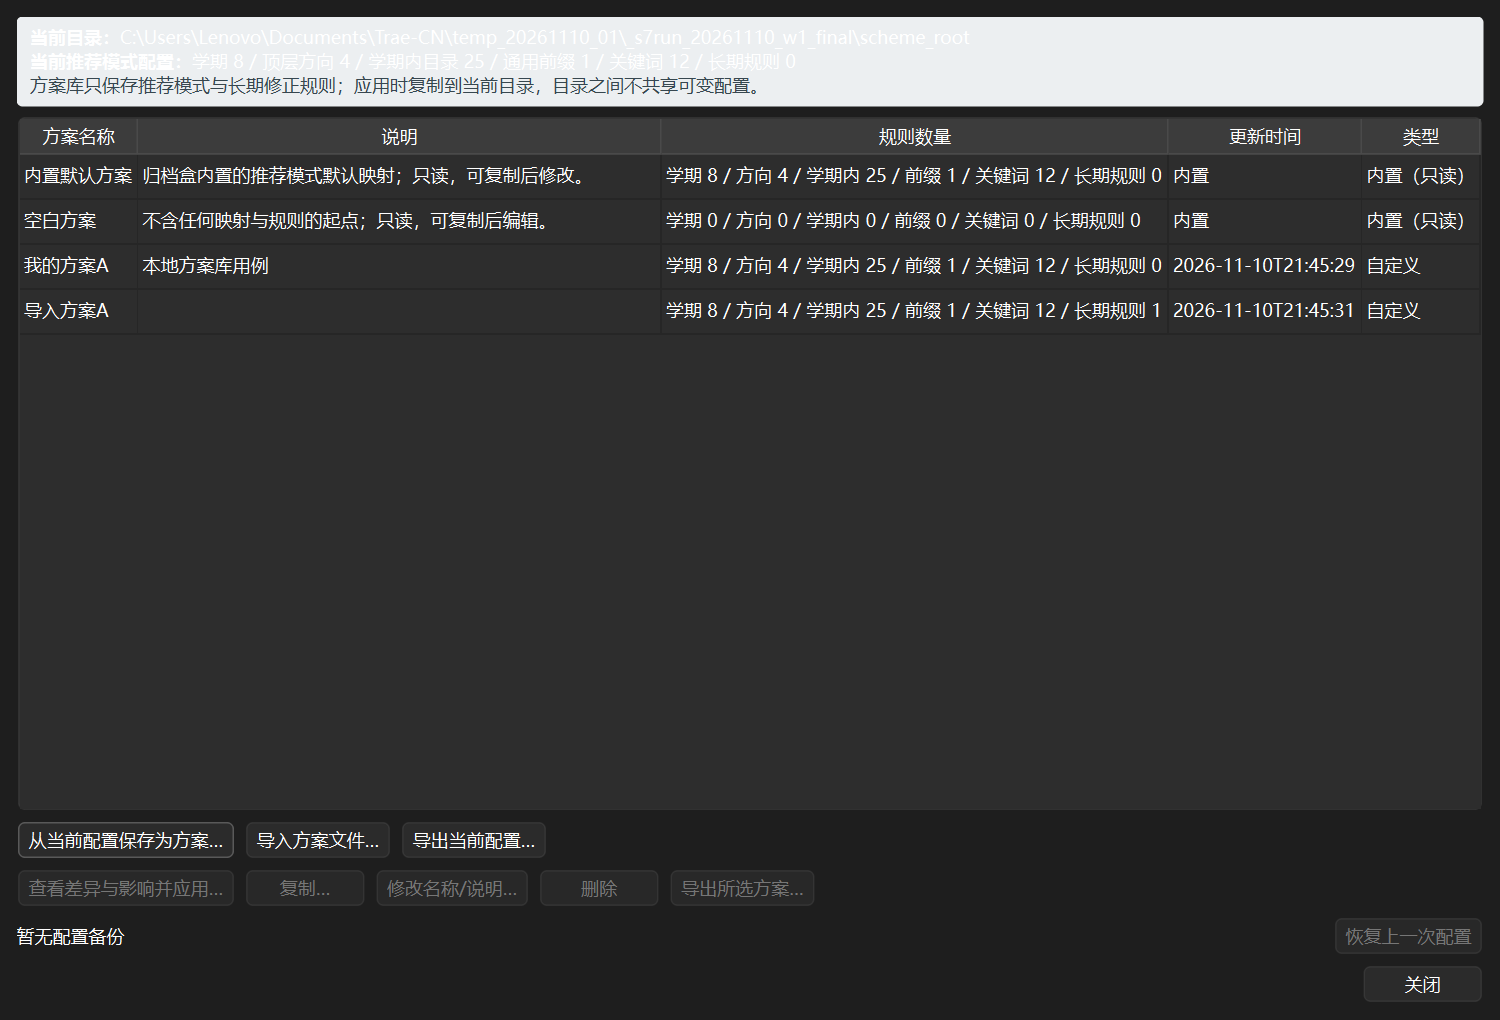 当前目录：C:\Users\Lenovo\Documents\Trae-CN\temp_20261110_01\_s7run_20261110_w1_final\scheme_root
当前推荐模式配置：学期 8 / 顶层方向 4 / 学期内目录 25 / 通用前缀 1 / 关键词 12 / 长期规则 0
方案库只保存推荐模式与长期修正规则；应用时复制到当前目录，目录之间不共享可变配置。
方案名称 说明 规则数量 更新时间 类型
内置默认方案 归档盒内置的推荐模式默认映射；只读，可复制后修改。 学期 8 / 方向 4 / 学期内 25 / 前缀 1 / 关键词 12 / 长期规则 0 内置 内置（只读）
空白方案 不含任何映射与规则的起点；只读，可复制后编辑。 学期 0 / 方向 0 / 学期内 0 / 前缀 0 / 关键词 0 / 长期规则 0 内置 内置（只读）
我的方案A 本地方案库用例 学期 8 / 方向 4 / 学期内 25 / 前缀 1 / 关键词 12 / 长期规则 0 2026-11-10T21:45:29 自定义
导入方案A 学期 8 / 方向 4 / 学期内 25 / 前缀 1 / 关键词 12 / 长期规则 1 2026-11-10T21:45:31 自定义
从当前配置保存为方案... 导入方案文件... 导出当前配置...
查看差异与影响并应用... 复制... 修改名称/说明... 删除 导出所选方案...
暂无配置备份 恢复上一次配置
关闭